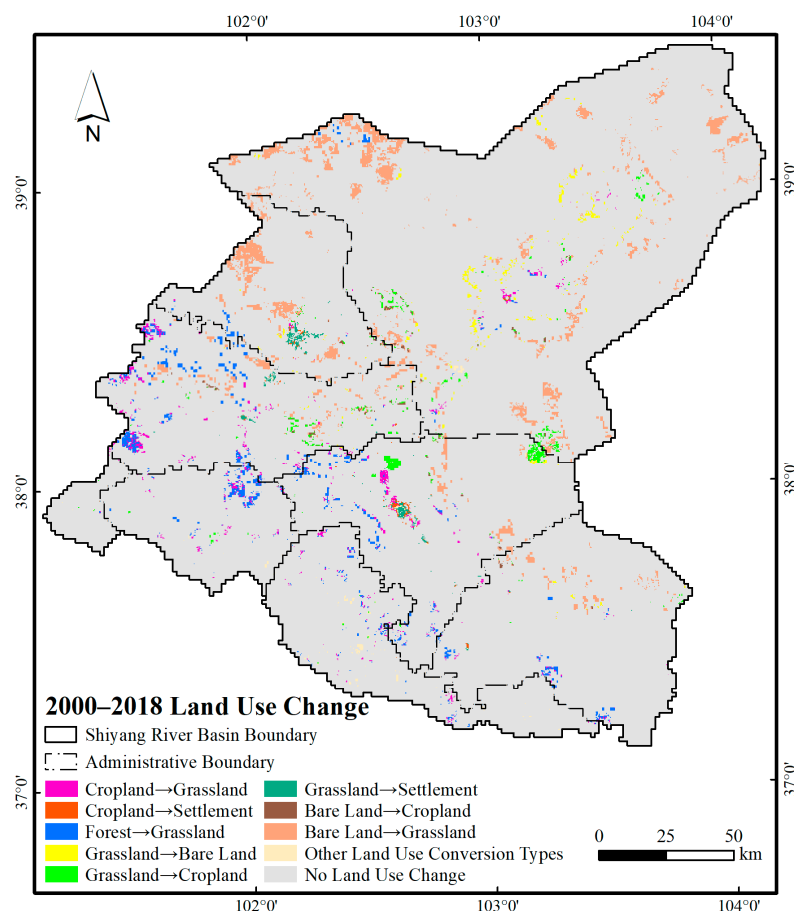 102°0' 103°0' 104°0'
N
39°0' 39°0'
38°0' 38°0'
2000–2018 Land Use Change
Shiyang River Basin Boundary
Administrative Boundary
Cropland→Grassland Grassland→Settlement
Cropland→Settlement Bare Land→Cropland
Forest→Grassland Bare Land→Grassland
Grassland→Bare Land Other Land Use Conversion Types
Grassland→Cropland No Land Use Change
0 25 50
km
37°0' 37°0'
102°0' 103°0' 104°0'